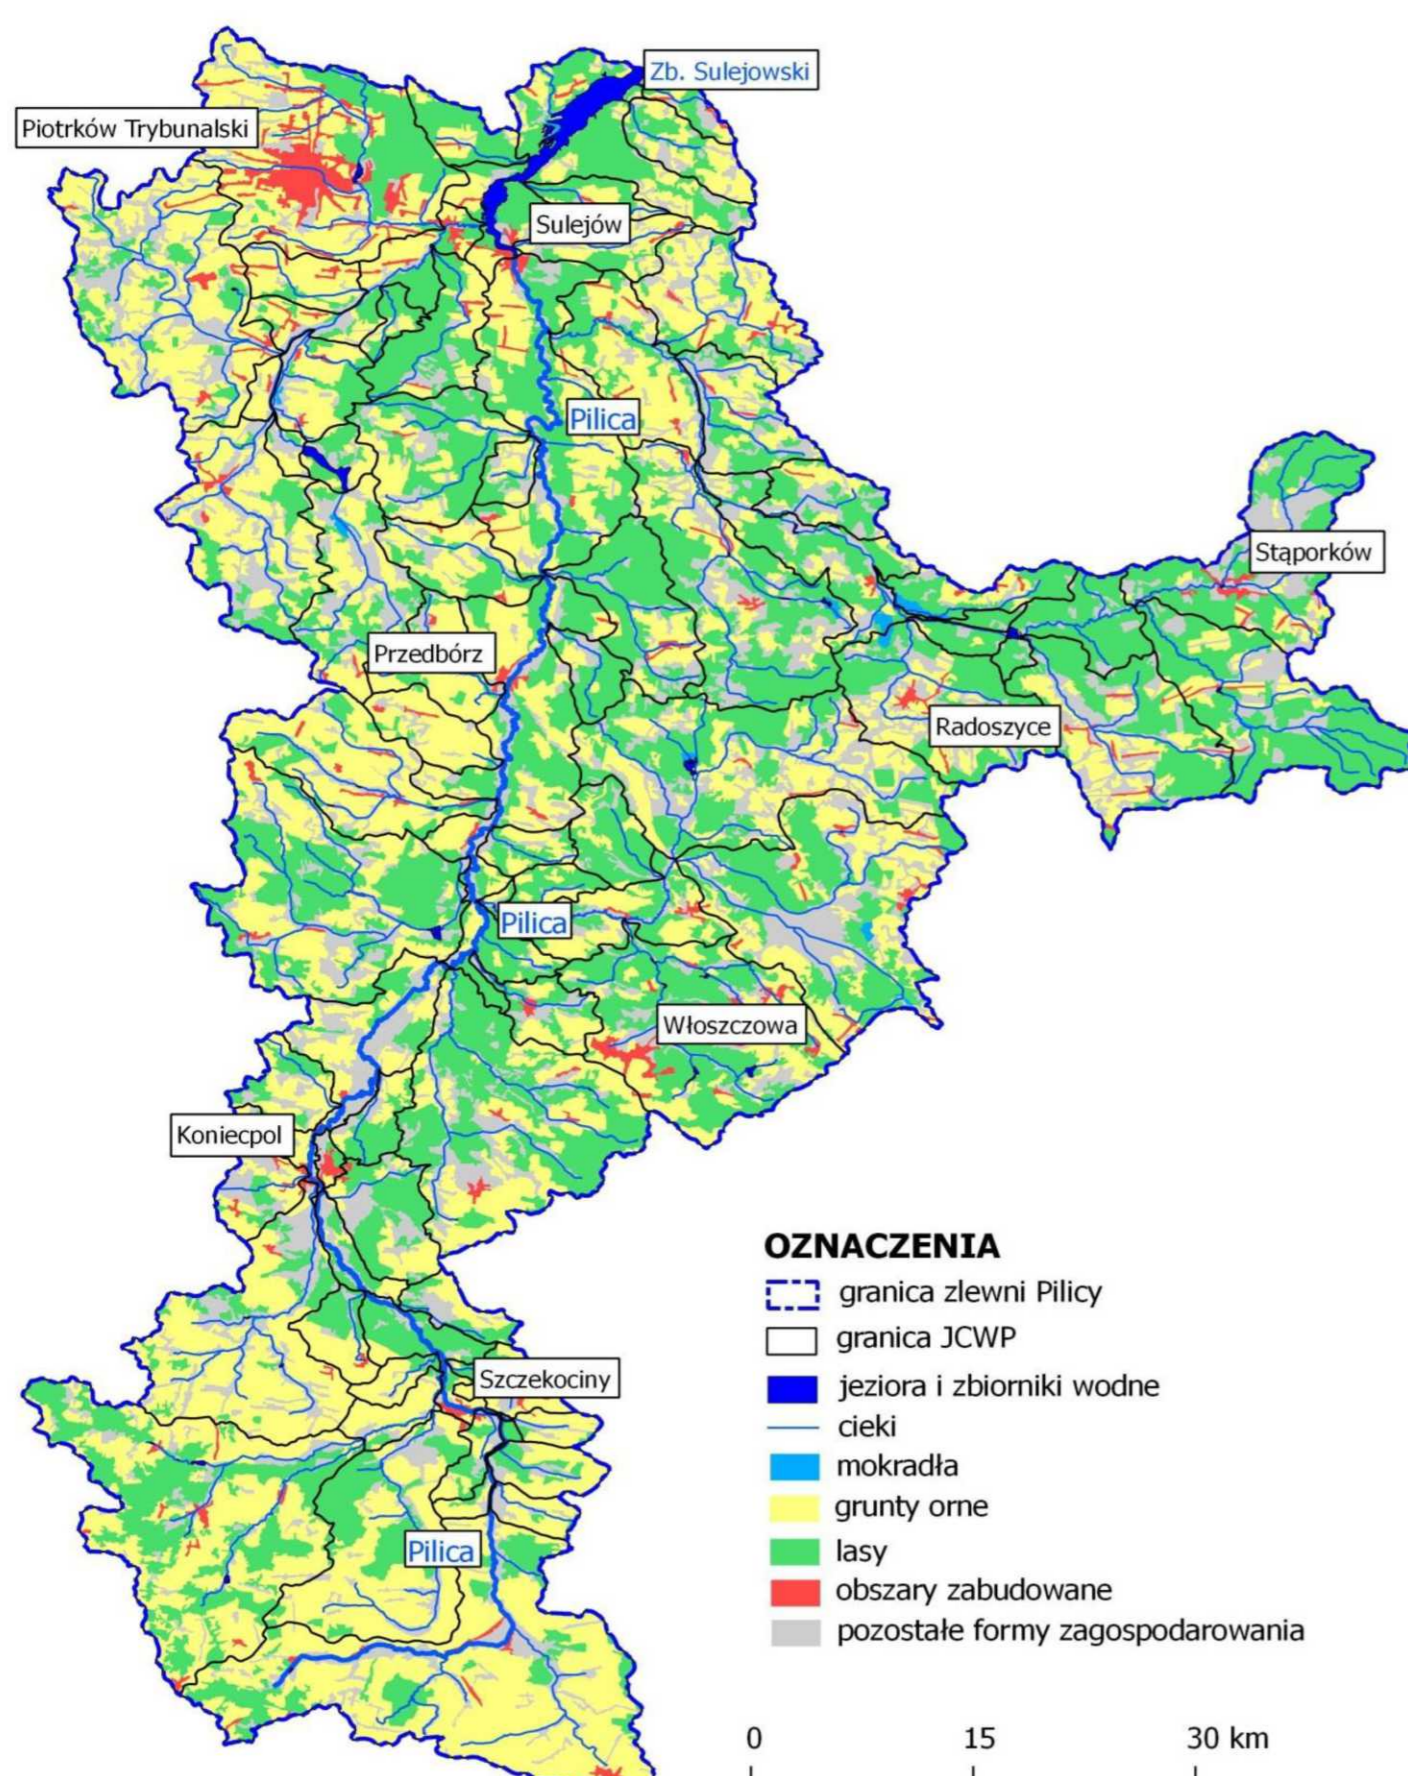 Zb. Sulejowski
Piotrków Trybunalski
Sulejów
Pilica
Stąporków
Przedbórz
Radoszyce
Pilica
Włoszczowa
Koniecpol
Szczekociny
Pilica
OZNACZENIA
granica zlewni Pilicy
granica JCWP
jeziora i zbiorniki wodne
cieki
mokradła
grunty orne
lasy
obszary zabudowane
pozostałe formy zagospodarowania
0 15 30 km